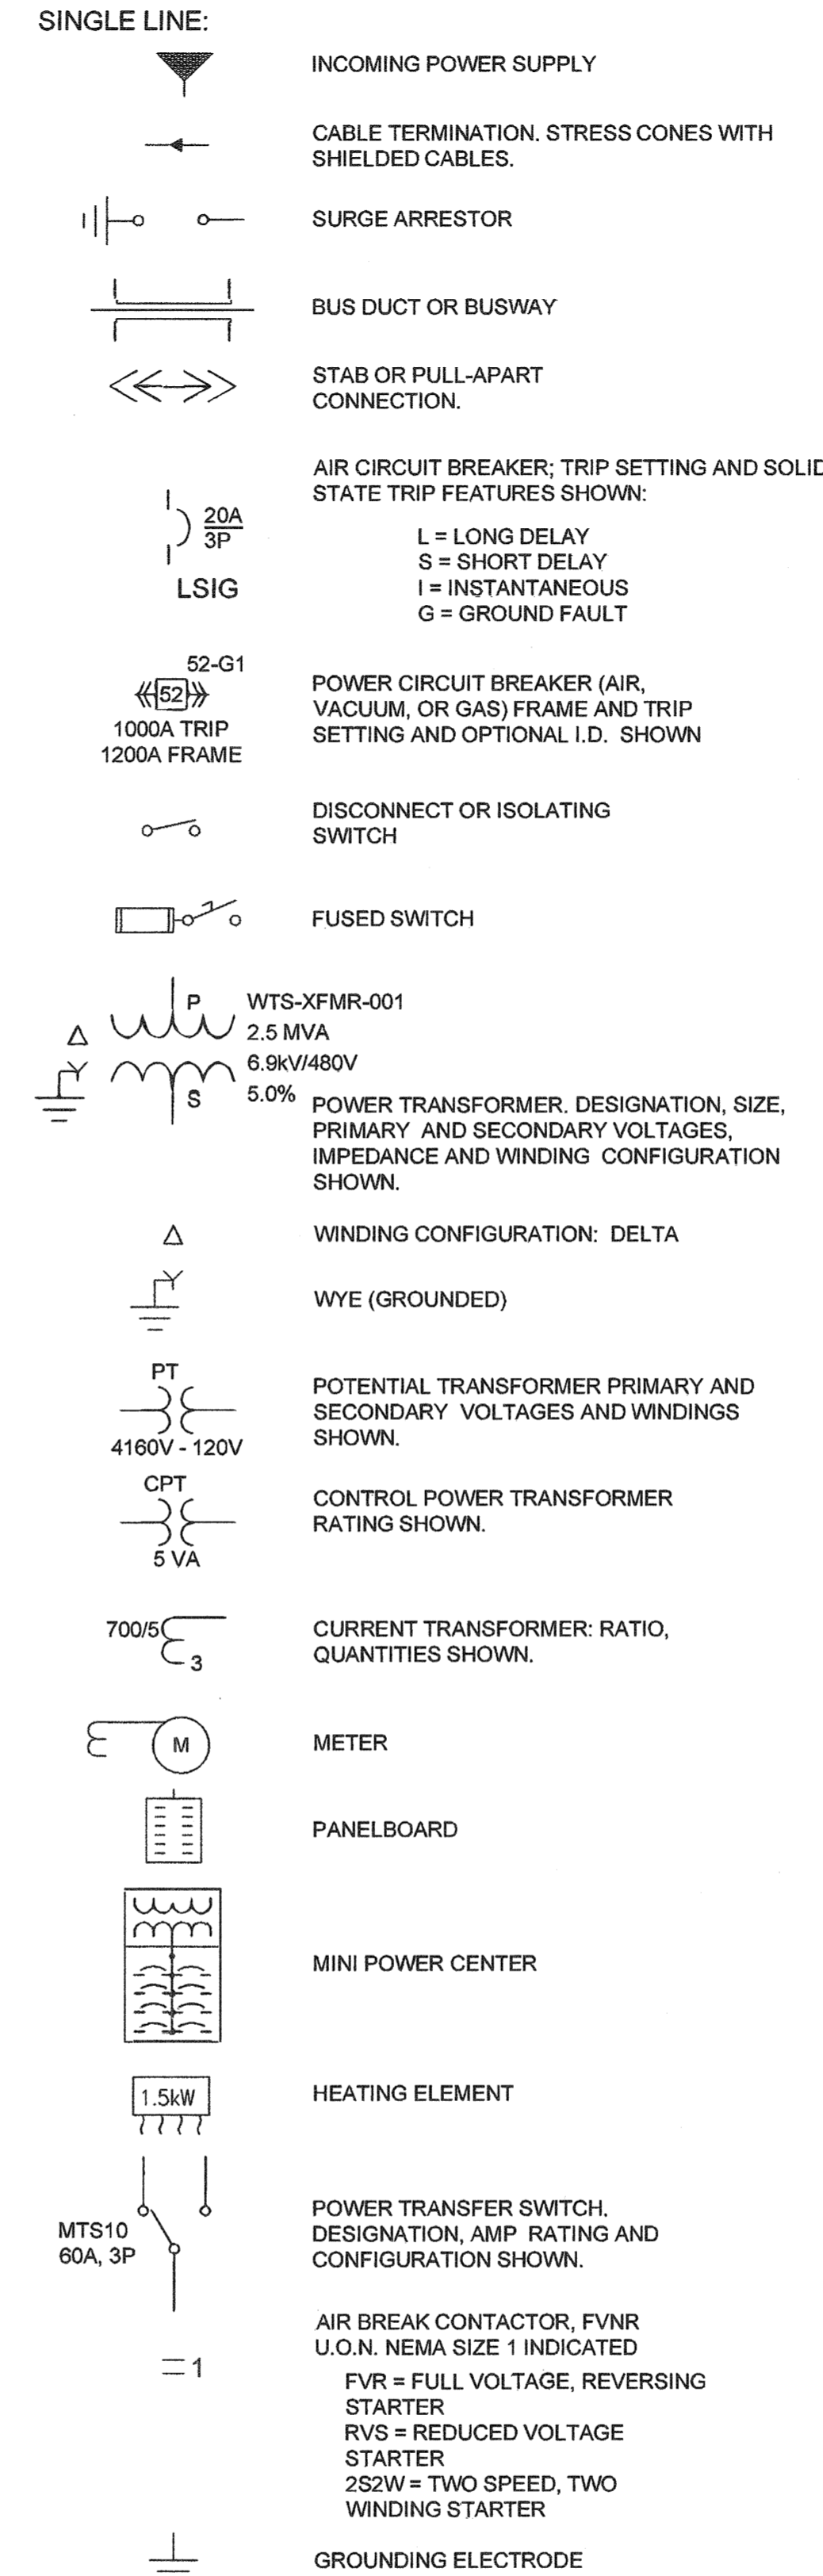 SINGLE LINE:
INCOMING POWER SUPPLY
CABLE TERMINATION. STRESS CONES WITH
SHIELDED CABLES.
SURGE ARRESTOR
BUS DUCT OR BUSWAY
STAB OR PULL-APART
CONNECTION.
AIR CIRCUIT BREAKER; TRIP SETTING AND SOLID
STATE TRIP FEATURES SHOWN:
20A
3P
LSIG
L = LONG DELAY
S = SHORT DELAY
I = INSTANTANEOUS
G = GROUND FAULT
52-G1
52
1000A TRIP
1200A FRAME
POWER CIRCUIT BREAKER (AIR,
VACUUM, OR GAS) FRAME AND TRIP
SETTING AND OPTIONAL I.D. SHOWN
DISCONNECT OR ISOLATING
SWITCH
FUSED SWITCH
P
S
WTS-XFMR-001
2.5 MVA
6.9kV/480V
5.0%
POWER TRANSFORMER. DESIGNATION, SIZE,
PRIMARY AND SECONDARY VOLTAGES,
IMPEDANCE AND WINDING CONFIGURATION
SHOWN.
WINDING CONFIGURATION: DELTA
WYE (GROUNDED)
PT
4160V - 120V
POTENTIAL TRANSFORMER PRIMARY AND
SECONDARY VOLTAGES AND WINDINGS
SHOWN.
CPT
5 VA
CONTROL POWER TRANSFORMER
RATING SHOWN.
700/5
3
CURRENT TRANSFORMER: RATIO,
QUANTITIES SHOWN.
M
METER
PANELBOARD
MINI POWER CENTER
1.5kW
HEATING ELEMENT
MTS10
60A, 3P
POWER TRANSFER SWITCH.
DESIGNATION, AMP RATING AND
CONFIGURATION SHOWN.
1
AIR BREAK CONTACTOR, FVNR
U.O.N. NEMA SIZE 1 INDICATED
FVR = FULL VOLTAGE, REVERSING
STARTER
RVS = REDUCED VOLTAGE
STARTER
2S2W = TWO SPEED, TWO
WINDING STARTER
GROUNDING ELECTRODE